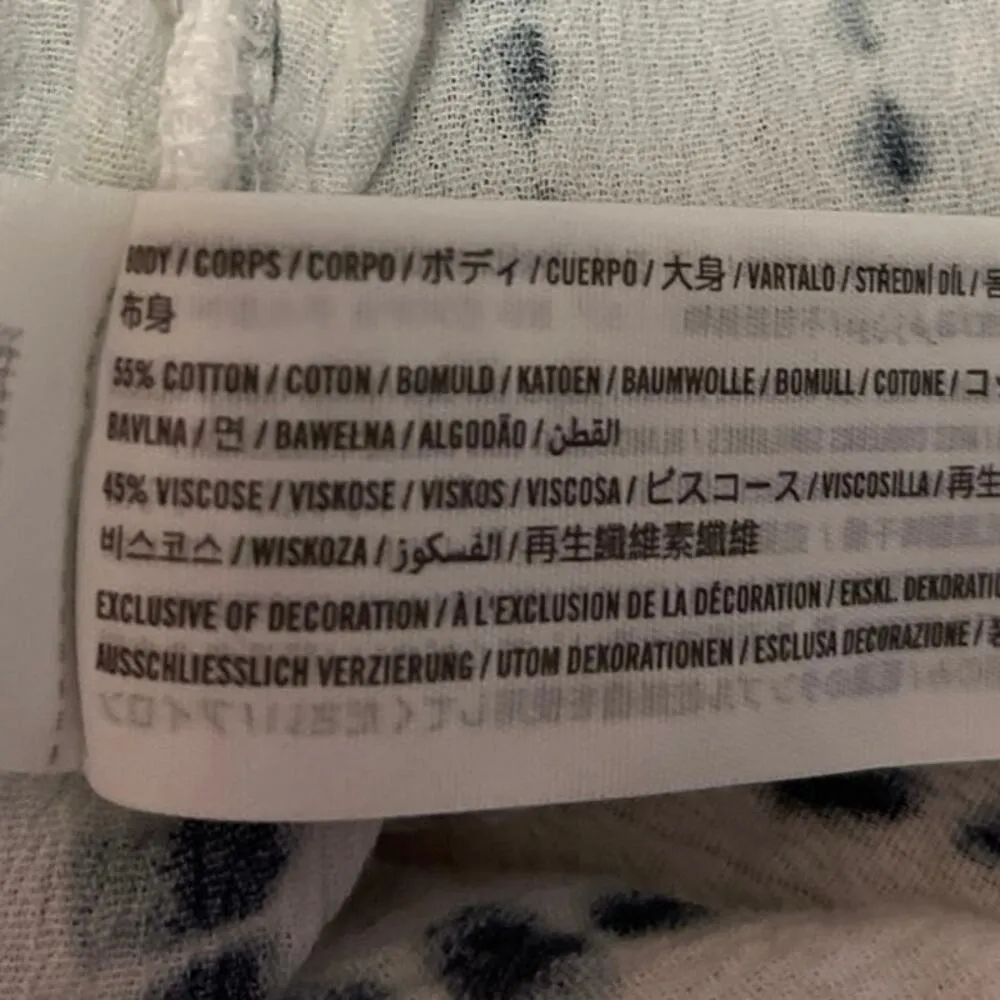 BODY / CORPS / CORPO / ボディ / CUERPO / 大身 / VARTALO / STŘEDNÍ DÍL /
布身
55% COTTON / COTON / BOMULD / KATOEN / BAUMWOLLE / BOMULL / COTONE / コ
BAVLNA / 면 / BAWEŁNA / ALGODÃO / القطن
45% VISCOSE / VISKOSE / VISKOS / VISCOSA / ビスコース / VISCOSILLA / 再生
비스코스 / WISKOZA / الفسكوز / 再生纖維素纖維
EXCLUSIVE OF DECORATION / À L'EXCLUSION DE LA DÉCORATION / EKSKL. DEKORATI
AUSSCHLIESSLICH VERZIERUNG / UTOM DEKORATIONEN / ESCLUSA DECORAZIONE /